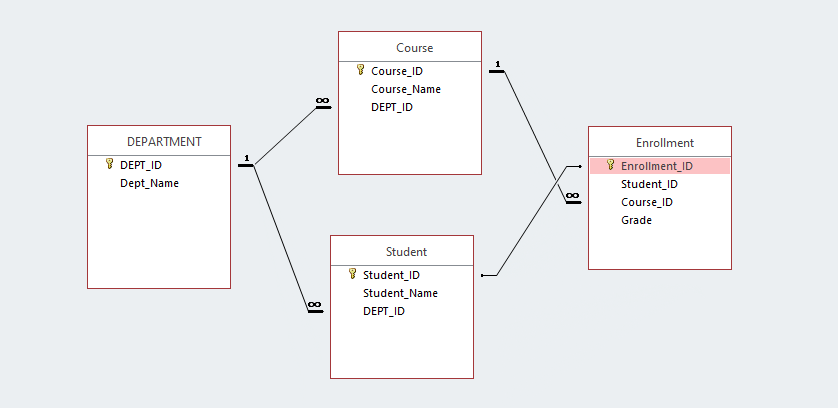 Course
Course_ID
Course_Name
DEPT_ID
1
∞
DEPARTMENT
DEPT_ID
Dept_Name
1
∞
Enrollment
Enrollment_ID
Student_ID
Course_ID
Grade
∞
Student
Student_ID
Student_Name
DEPT_ID